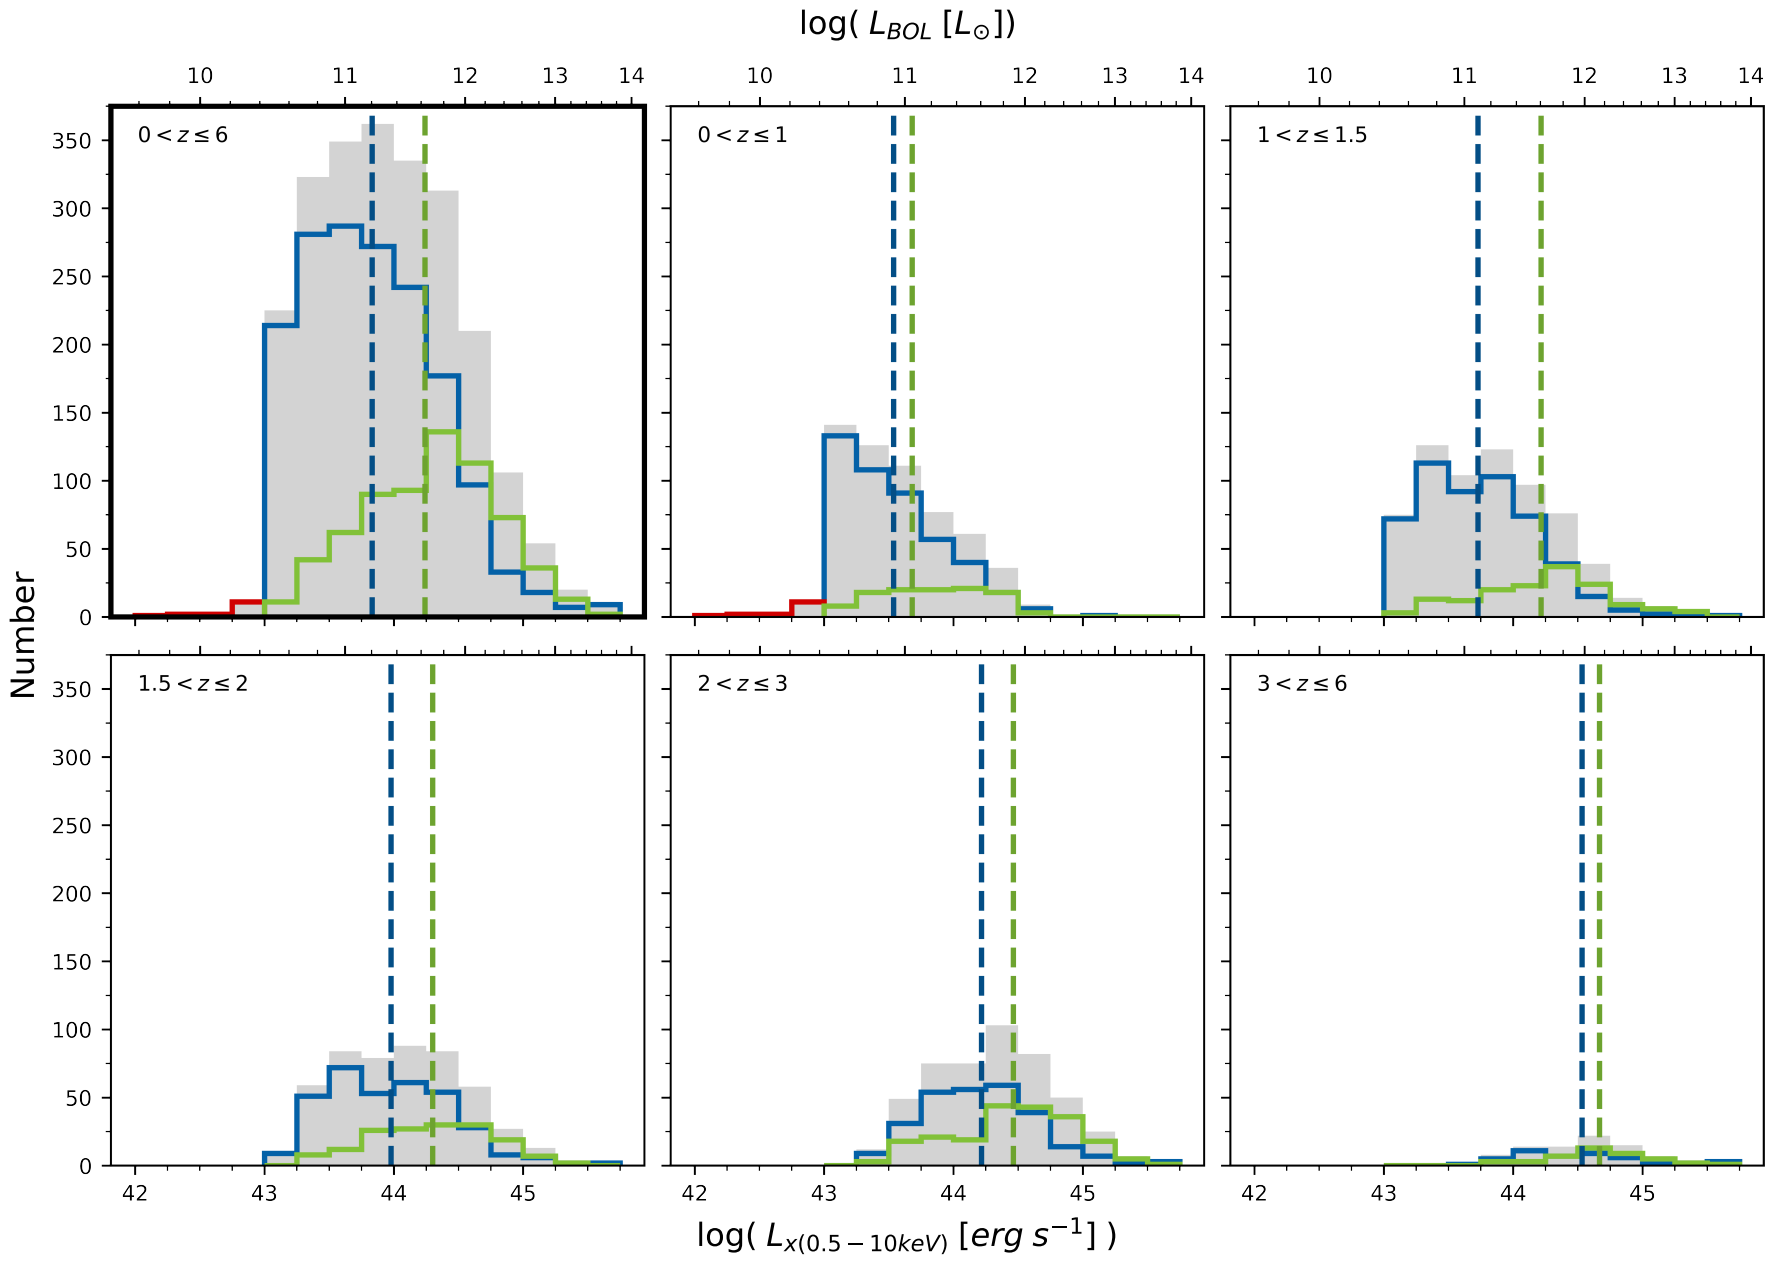 log( L_BOL [L_⊙])
10 11 12 13 14 10 11 12 13 14 10 11 12 13 14
0 < z ≤ 6 0 < z ≤ 1 1 < z ≤ 1.5
350
300
250
200
150
100
50
0
Number
1.5 < z ≤ 2 2 < z ≤ 3 3 < z ≤ 6
350
300
250
200
150
100
50
0
42 43 44 45 42 43 44 45 42 43 44 45
log( L_x(0.5 − 10keV) [erg s⁻¹] )